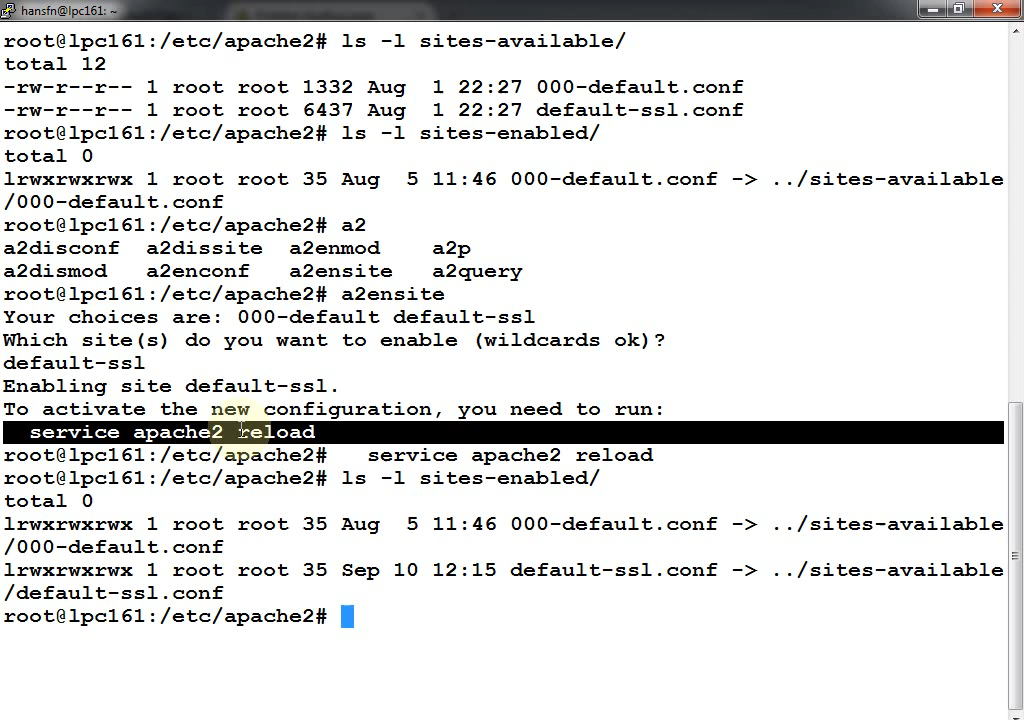 hansfn@lpc161: ~
root@lpc161:/etc/apache2# ls -l sites-available/
total 12
-rw-r--r-- 1 root root 1332 Aug  1 22:27 000-default.conf
-rw-r--r-- 1 root root 6437 Aug  1 22:27 default-ssl.conf
root@lpc161:/etc/apache2# ls -l sites-enabled/
total 0
lrwxrwxrwx 1 root root 35 Aug  5 11:46 000-default.conf -> ../sites-available
/000-default.conf
root@lpc161:/etc/apache2# a2
a2disconf  a2dissite  a2enmod    a2p
a2dismod   a2enconf   a2ensite   a2query
root@lpc161:/etc/apache2# a2ensite
Your choices are: 000-default default-ssl
Which site(s) do you want to enable (wildcards ok)?
default-ssl
Enabling site default-ssl.
To activate the new configuration, you need to run:
  service apache2 reload
root@lpc161:/etc/apache2#   service apache2 reload
root@lpc161:/etc/apache2# ls -l sites-enabled/
total 0
lrwxrwxrwx 1 root root 35 Aug  5 11:46 000-default.conf -> ../sites-available
/000-default.conf
lrwxrwxrwx 1 root root 35 Sep 10 12:15 default-ssl.conf -> ../sites-available
/default-ssl.conf
root@lpc161:/etc/apache2#